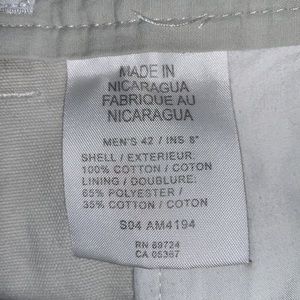 MADE IN
NICARAGUA
FABRIQUE AU
NICARAGUA
MEN'S 42 / INS 8"
SHELL / EXTERIEUR:
100% COTTON / COTON
LINING / DOUBLURE:
65% POLYESTER /
35% COTTON / COTON
S04 AM4194
RN 69724
CA 05367